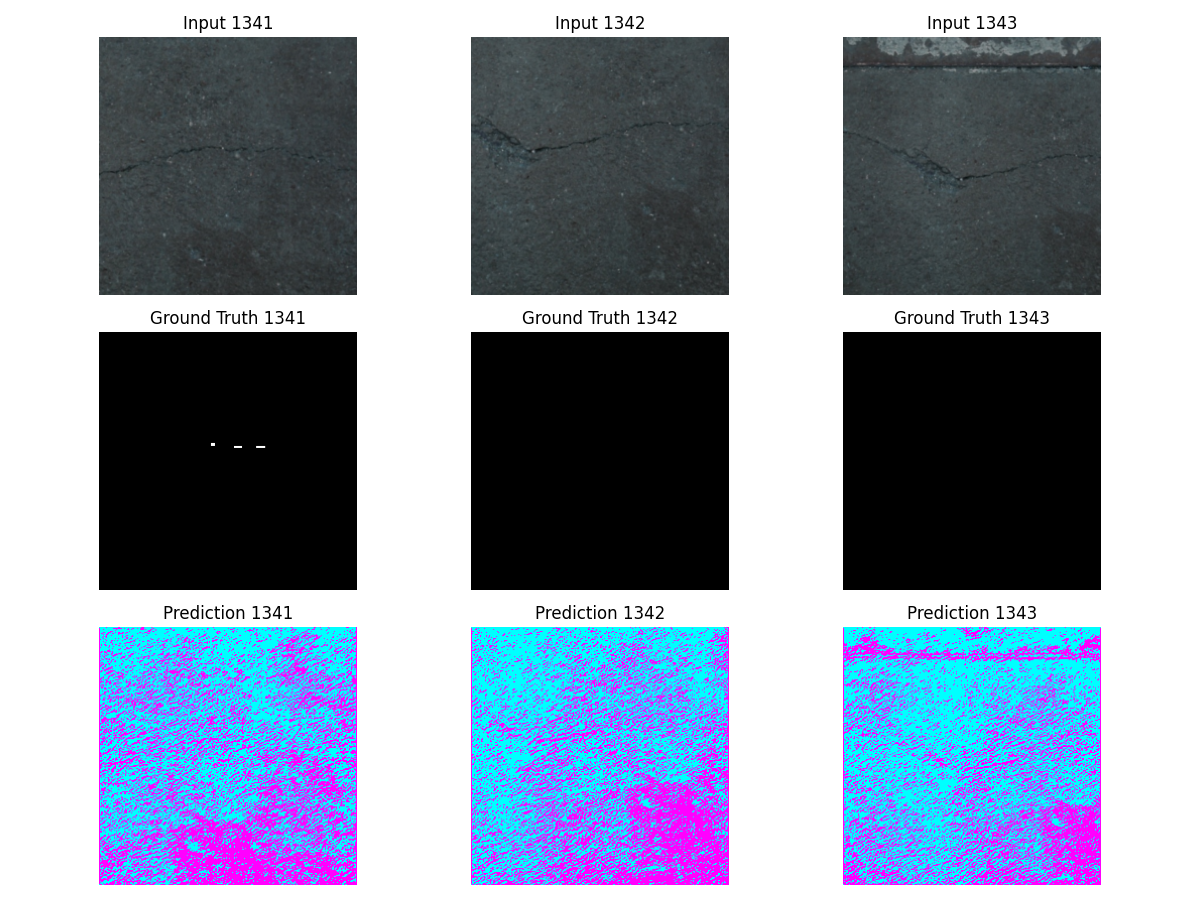 Input 1341
Input 1342
Input 1343
Ground Truth 1341
Ground Truth 1342
Ground Truth 1343
Prediction 1341
Prediction 1342
Prediction 1343